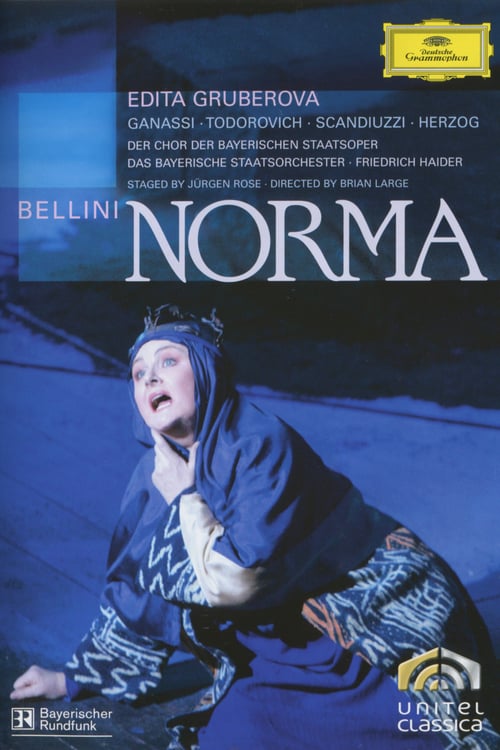 Deutsche
Grammophon
EDITA GRUBEROVA
GANASSI · TODOROVICH · SCANDIUZZI · HERZOG
DER CHOR DER BAYERISCHEN STAATSOPER
DAS BAYERISCHE STAATSORCHESTER · FRIEDRICH HAIDER
STAGED BY JÜRGEN ROSE · DIRECTED BY BRIAN LARGE
BELLINI NORMA
BR Bayerischer
Rundfunk
UNITEL
CLASSICA